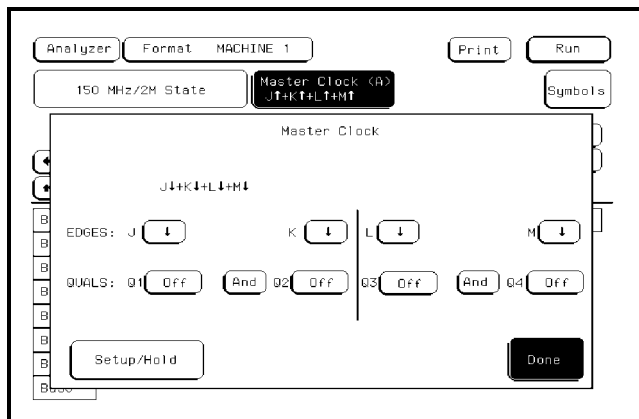 Analyzer Format MACHINE 1 Print Run
150 MHz/2M State Master Clock (A) Symbols
J↑+K↑+L↑+M↑
Master Clock
J↓+K↓+L↓+M↓
EDGES: J ↓ K ↓ L ↓ M ↓
QUALS: Q1 Off And Q2 Off Q3 Off And Q4 Off
Setup/Hold Done